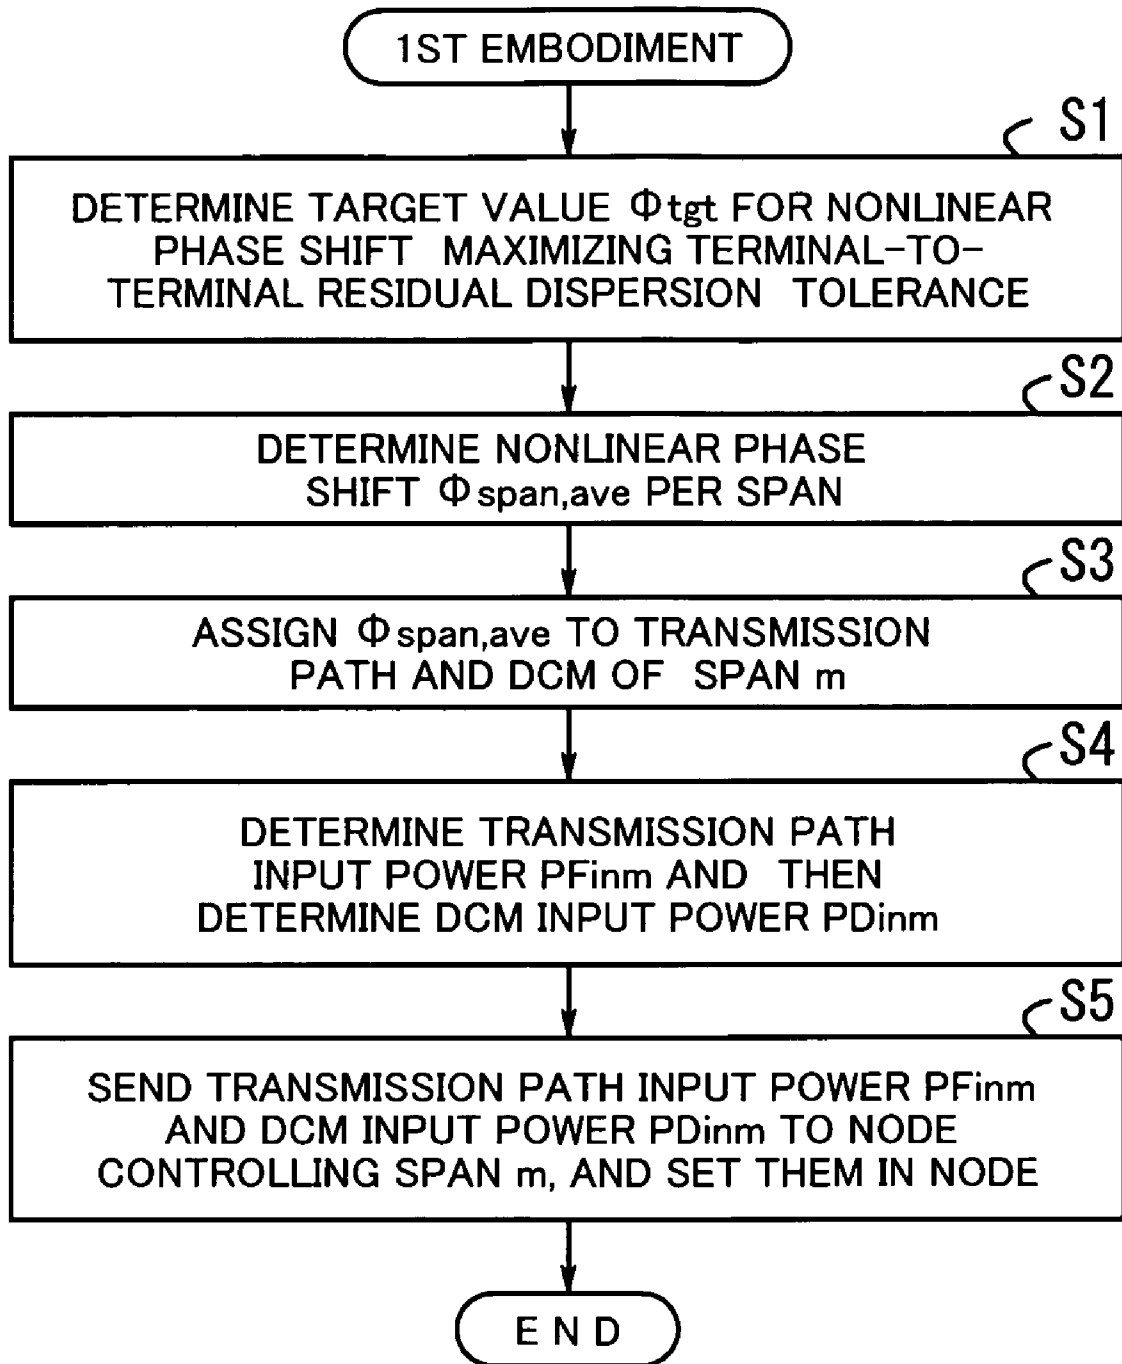 1ST EMBODIMENT
S1
DETERMINE TARGET VALUE Φtgt FOR NONLINEAR
PHASE SHIFT MAXIMIZING TERMINAL-TO-
TERMINAL RESIDUAL DISPERSION TOLERANCE
S2
DETERMINE NONLINEAR PHASE
SHIFT Φspan,ave PER SPAN
S3
ASSIGN Φspan,ave TO TRANSMISSION
PATH AND DCM OF SPAN m
S4
DETERMINE TRANSMISSION PATH
INPUT POWER PFinm AND THEN
DETERMINE DCM INPUT POWER PDinm
S5
SEND TRANSMISSION PATH INPUT POWER PFinm
AND DCM INPUT POWER PDinm TO NODE
CONTROLLING SPAN m, AND SET THEM IN NODE
END